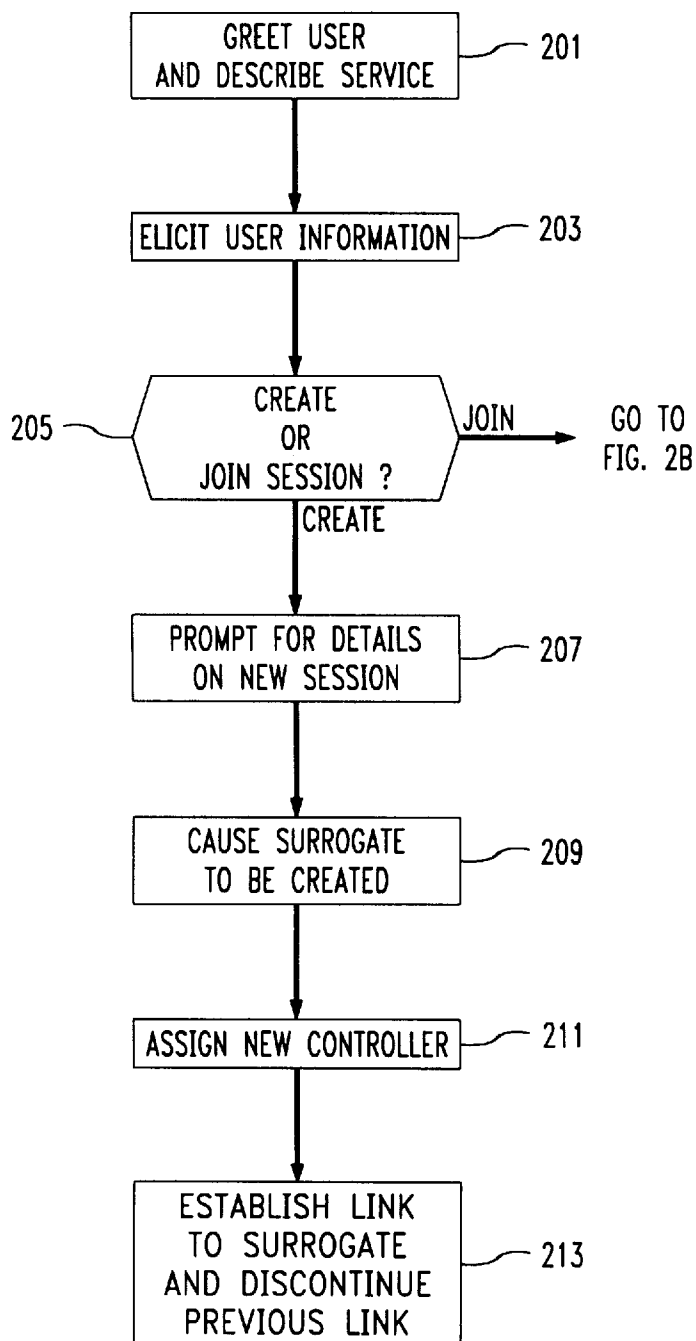 GREET USER
AND DESCRIBE SERVICE
201
ELICIT USER INFORMATION
203
205
CREATE
OR
JOIN SESSION ?
JOIN
GO TO
FIG. 2B
CREATE
PROMPT FOR DETAILS
ON NEW SESSION
207
CAUSE SURROGATE
TO BE CREATED
209
ASSIGN NEW CONTROLLER
211
ESTABLISH LINK
TO SURROGATE
AND DISCONTINUE
PREVIOUS LINK
213